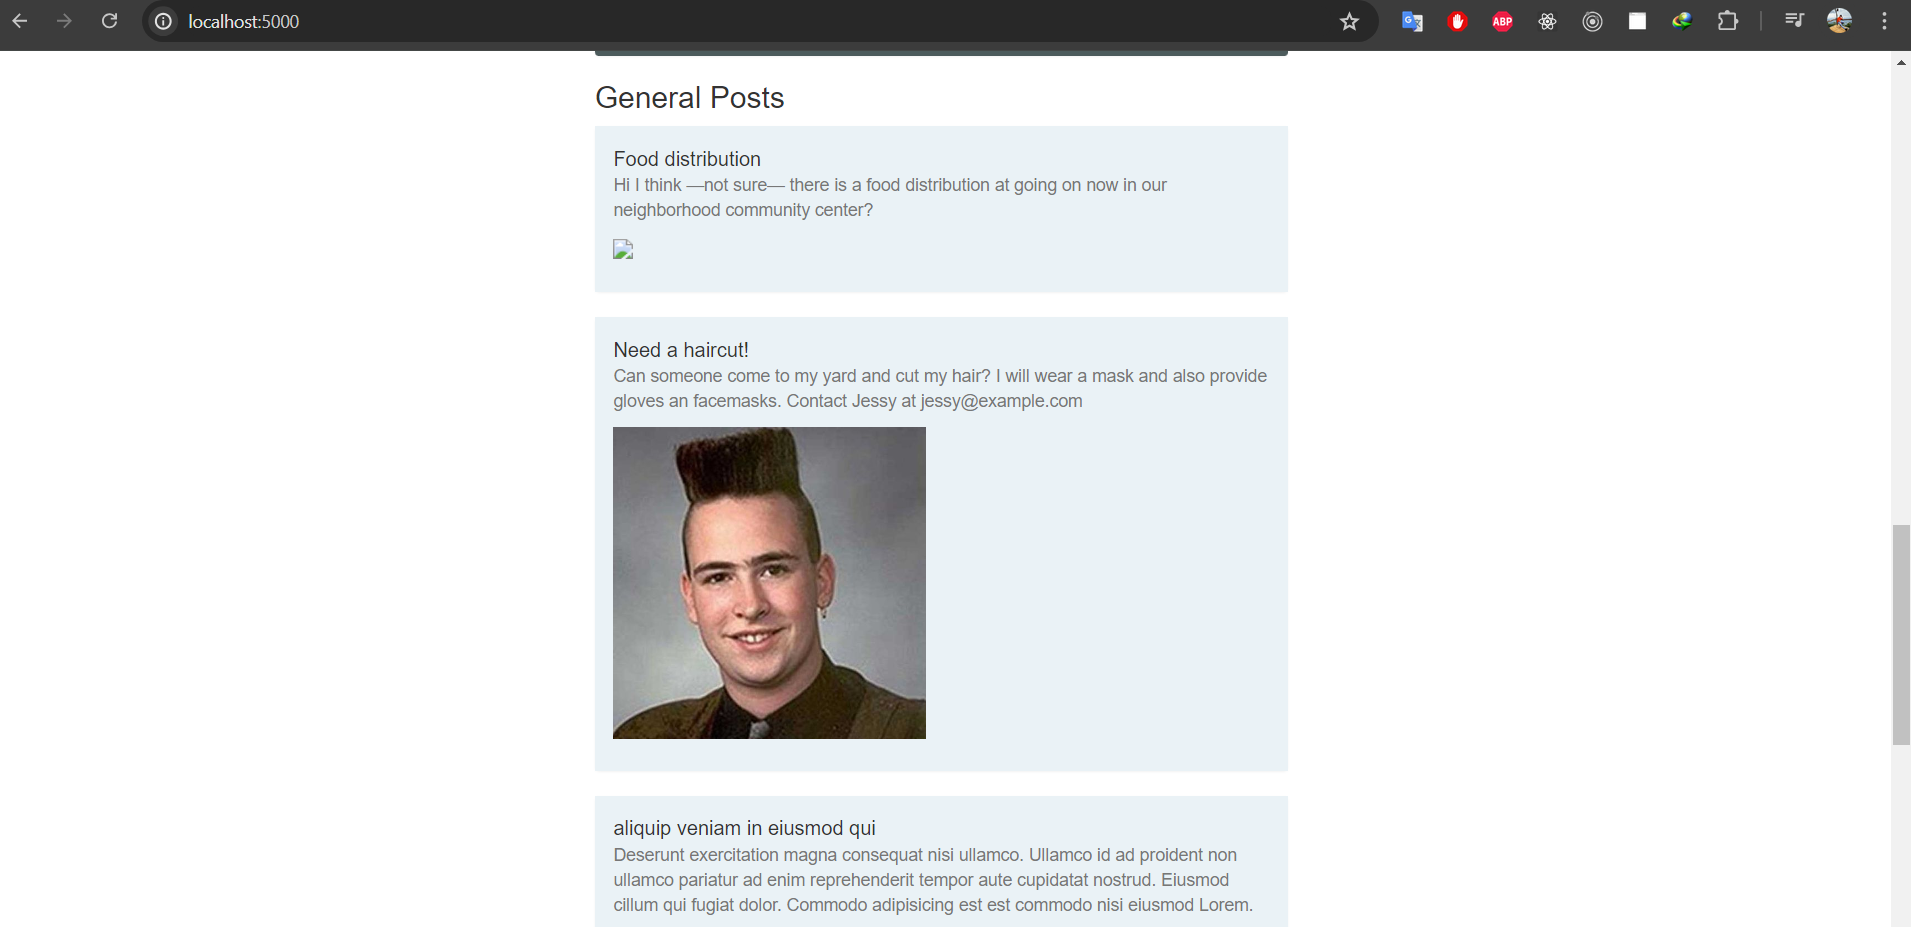 localhost:5000
ABP
General Posts
Food distribution
Hi I think —not sure— there is a food distribution at going on now in our
neighborhood community center?
Need a haircut!
Can someone come to my yard and cut my hair? I will wear a mask and also provide
gloves an facemasks. Contact Jessy at jessy@example.com
aliquip veniam in eiusmod qui
Deserunt exercitation magna consequat nisi ullamco. Ullamco id ad proident non
ullamco pariatur ad enim reprehenderit tempor aute cupidatat nostrud. Eiusmod
cillum qui fugiat dolor. Commodo adipisicing est est commodo nisi eiusmod Lorem.